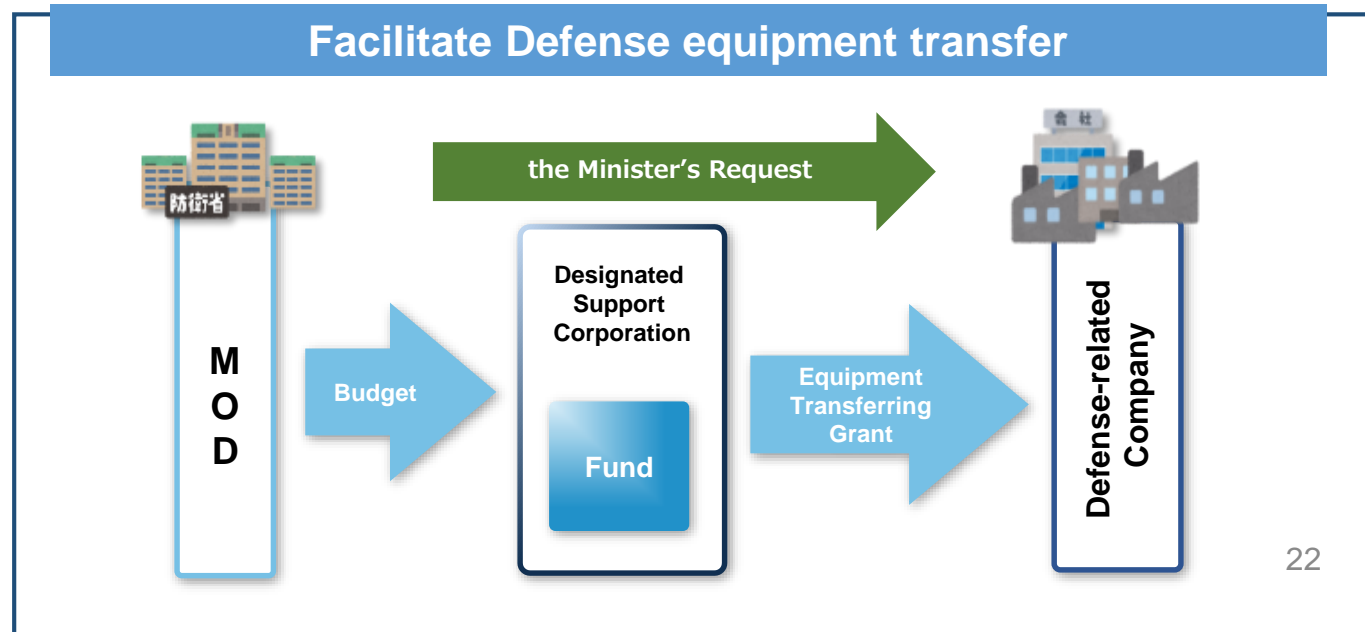 Facilitate Defense equipment transfer
会社
the Minister's Request
防衛省
Designated
Support
Corporation
MOD
Budget
Fund
Equipment
Transferring
Grant
Defense-related
Company
22